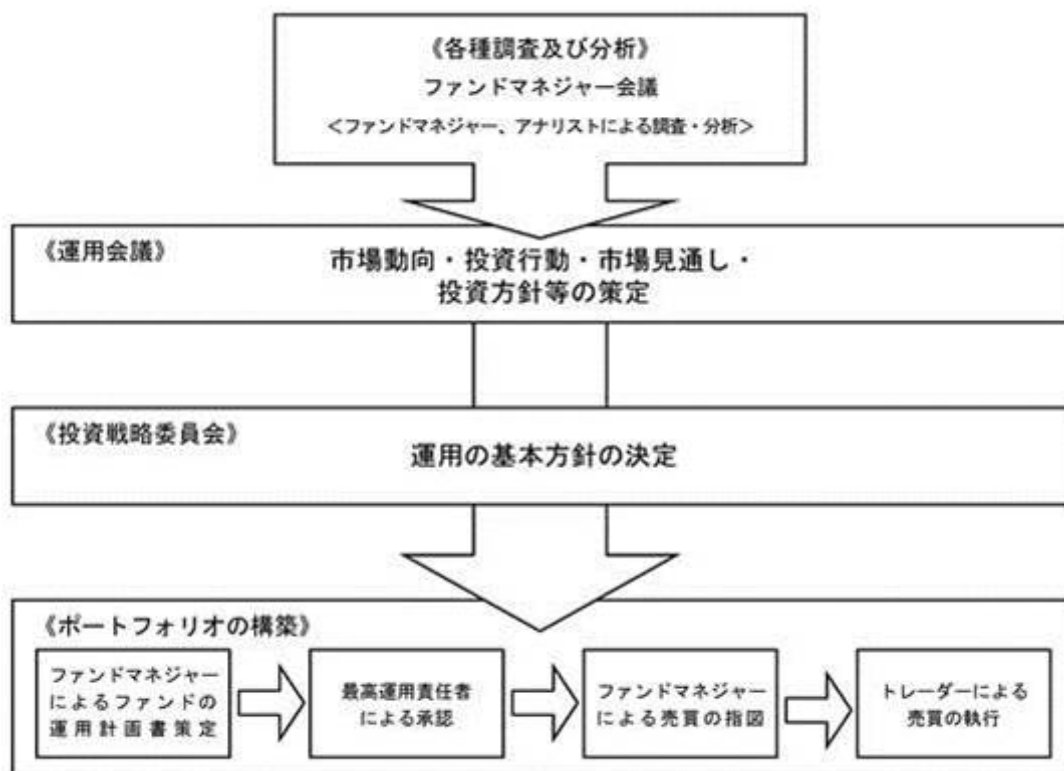 《各種調査及び分析》
ファンドマネジャー会議
<ファンドマネジャー、アナリストによる調査・分析>
《運用会議》
市場動向・投資行動・市場見通し・
投資方針等の策定
《投資戦略委員会》
運用の基本方針の決定
《ポートフォリオの構築》
ファンドマネジャー
によるファンドの
運用計画書策定
最高運用責任者
による承認
ファンドマネジャー
による売買の指図
トレーダーによる
売買の執行